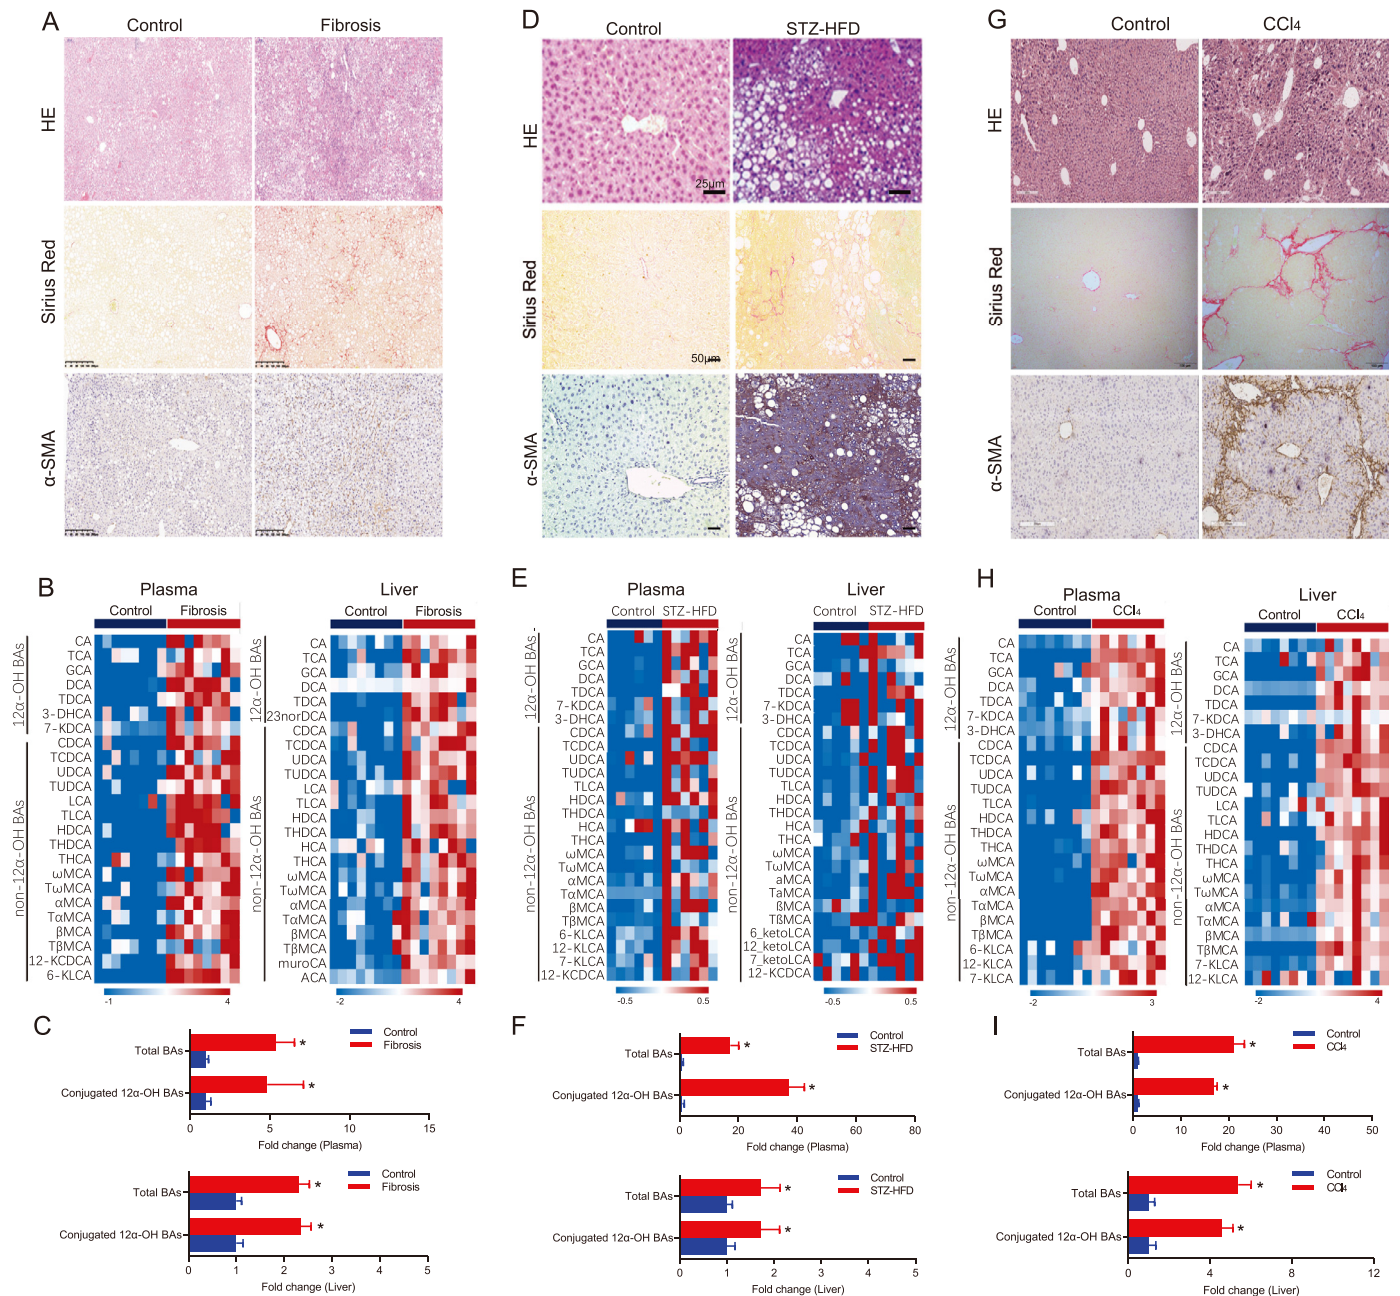 A
Control
Fibrosis
HE
Sirius Red
α-SMA
D
Control
STZ-HFD
HE
25μm
Sirius Red
50μm
α-SMA
G
Control
CCl₄
HE
Sirius Red
α-SMA
B
Plasma
Control
Fibrosis
12α-OH BAs
non-12α-OH BAs
CA
TCA
GCA
DCA
TDCA
3-DHCA
7-KDCA
CDCA
TCDCA
UDCA
TUDCA
LCA
TLCA
HDCA
THDCA
THCA
ωMCA
TωMCA
αMCA
TαMCA
βMCA
TβMCA
12-KCDCA
6-KLCA
-1
4
Liver
Control
Fibrosis
12α-OH BAs
non-12α-OH BAs
CA
TCA
GCA
DCA
TDCA
23norDCA
CDCA
TCDCA
UDCA
TUDCA
LCA
TLCA
HDCA
THDCA
HCA
THCA
ωMCA
TωMCA
αMCA
TαMCA
βMCA
TβMCA
muroCA
ACA
-2
4
E
Plasma
Control
STZ-HFD
12α-OH BAs -
non-12α-OH BAs
CA
TCA
GCA
DCA
TDCA
7-KDCA
3-DHCA
CDCA
TCDCA
UDCA
TUDCA
TLCA
HDCA
THDCA
HCA
THCA
ωMCA
TωMCA
αMCA
TαMCA
βMCA
TβMCA
6-KLCA
12-KLCA
7-KLCA
12-KCDCA
-0.5
0.5
Liver
Control
STZ-HFD
12α-OH BAs
non-12α-OH BAs
CA
TCA
GCA
DCA
TDCA
7-KDCA
3-DHCA
CDCA
TCDCA
UDCA
TUDCA
TLCA
HDCA
THDCA
HCA
THCA
ωMCA
TωMCA
aMCA
TaMCA
ßMCA
TßMCA
6_ketoLCA
12_ketoLCA
7_ketoLCA
12-KCDCA
-0.5
0.5
H
Plasma
Control
CCl₄
12α-OH BAs
non-12α-OH BAs
CA
TCA
GCA
DCA
TDCA
7-KDCA
3-DHCA
CDCA
TCDCA
UDCA
TUDCA
TLCA
HDCA
THCA
ωMCA
TωMCA
αMCA
TαMCA
βMCA
TβMCA
6-KLCA
12-KLCA
7-KLCA
-2
3
Liver
Control
CCl₄
12α-OH BAs
non-12α-OH BAs
CA
TCA
GCA
DCA
TDCA
7-KDCA
3-DHCA
CDCA
TCDCA
UDCA
TUDCA
LCA
TLCA
HDCA
THDCA
THCA
ωMCA
TωMCA
αMCA
TαMCA
βMCA
TβMCA
7-KLCA
12-KLCA
-2
4
C
Control
Fibrosis
Total BAs
*
Conjugated 12α-OH BAs
*
0 5 10 15
Fold change (Plasma)
Control
Fibrosis
Total BAs
*
Conjugated 12α-OH BAs
*
0 1 2 3 4 5
Fold change (Liver)
F
Control
STZ-HFD
Total BAs
*
Conjugated 12α-OH BAs
*
0 20 40 60 80
Fold change (Plasma)
Control
STZ-HFD
Total BAs
*
Conjugated 12α-OH BAs
*
0 1 2 3 4 5
Fold change (Liver)
I
Control
CCl₄
Total BAs
*
Conjugated 12α-OH BAs
*
0 10 20 30 40 50
Fold change (Plasma)
Control
CCl₄
Total BAs
*
Conjugated 12α-OH BAs
*
0 4 8 12
Fold change (Liver)